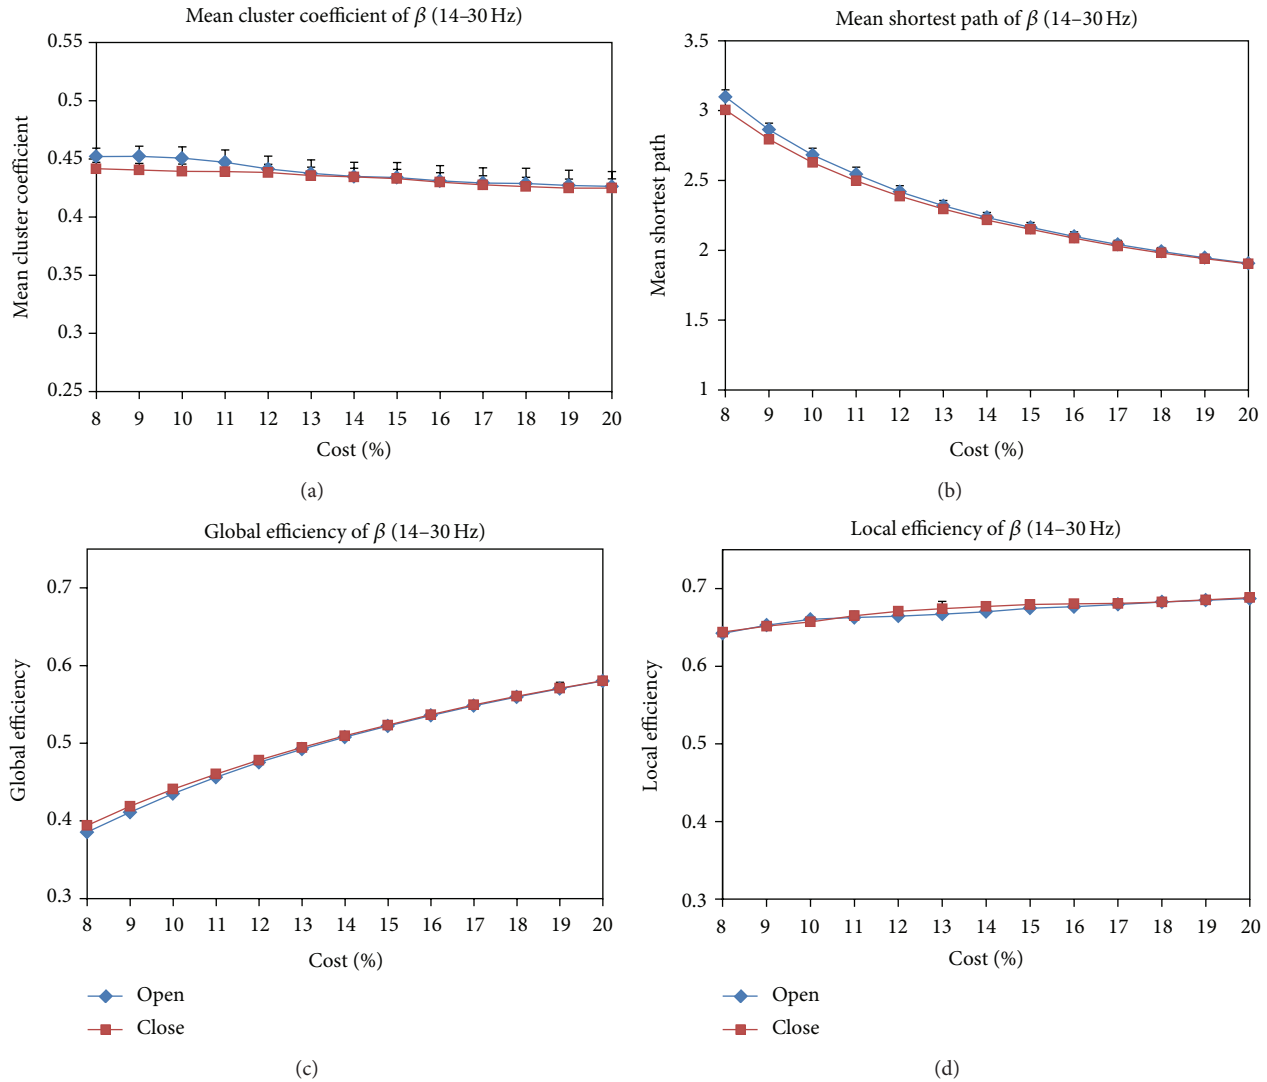 Mean cluster coefficient of β (14–30 Hz)
0.55
0.5
0.45
0.4
0.35
0.3
0.25
Mean cluster coefficient
8 9 10 11 12 13 14 15 16 17 18 19 20
Cost (%)
(a)
Mean shortest path of β (14–30 Hz)
3.5
3
2.5
2
1.5
1
Mean shortest path
8 9 10 11 12 13 14 15 16 17 18 19 20
Cost (%)
(b)
Global efficiency of β (14–30 Hz)
0.7
0.6
0.5
0.4
0.3
Global efficiency
8 9 10 11 12 13 14 15 16 17 18 19 20
Cost (%)
Open
Close
(c)
Local efficiency of β (14–30 Hz)
0.7
0.6
0.5
0.4
0.3
Local efficiency
8 9 10 11 12 13 14 15 16 17 18 19 20
Cost (%)
Open
Close
(d)